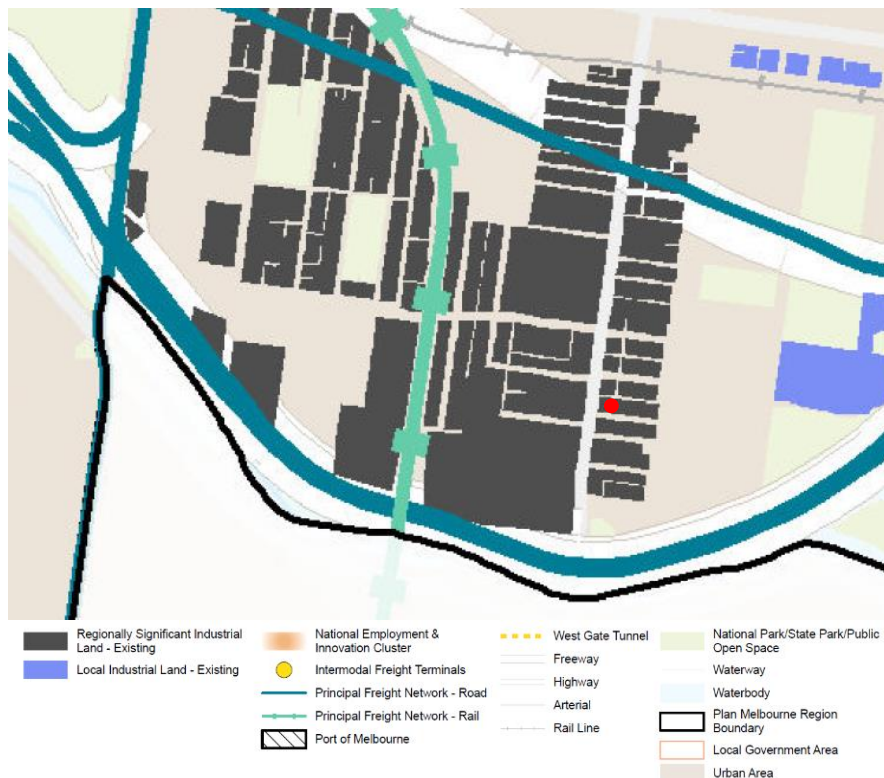 Regionally Significant Industrial
Land - Existing
Local Industrial Land - Existing
National Employment &
Innovation Cluster
Intermodal Freight Terminals
Principal Freight Network - Road
Principal Freight Network - Rail
Port of Melbourne
West Gate Tunnel
Freeway
Highway
Arterial
Rail Line
National Park/State Park/Public
Open Space
Waterway
Waterbody
Plan Melbourne Region
Boundary
Local Government Area
Urban Area